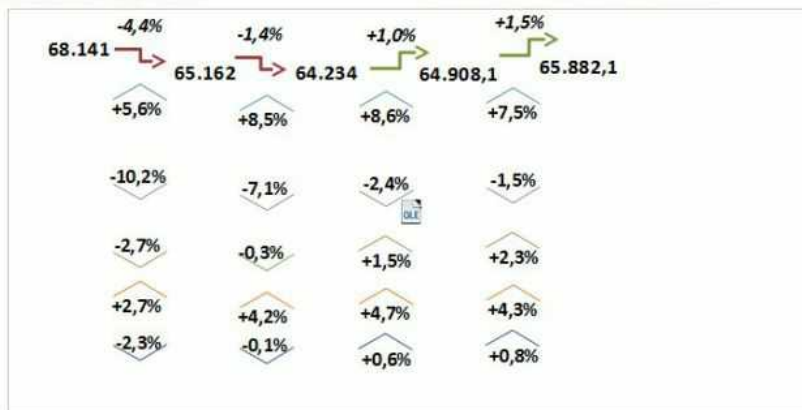 -4,4% -1,4% +1,0% +1,5%
68.141 65.162 64.234 64.908,1 65.882,1
+5,6% +8,5% +8,6% +7,5%
-10,2% -7,1% -2,4% -1,5%
OLE
-2,7% -0,3% +1,5% +2,3%
+2,7% +4,2% +4,7% +4,3%
-2,3% -0,1% +0,6% +0,8%